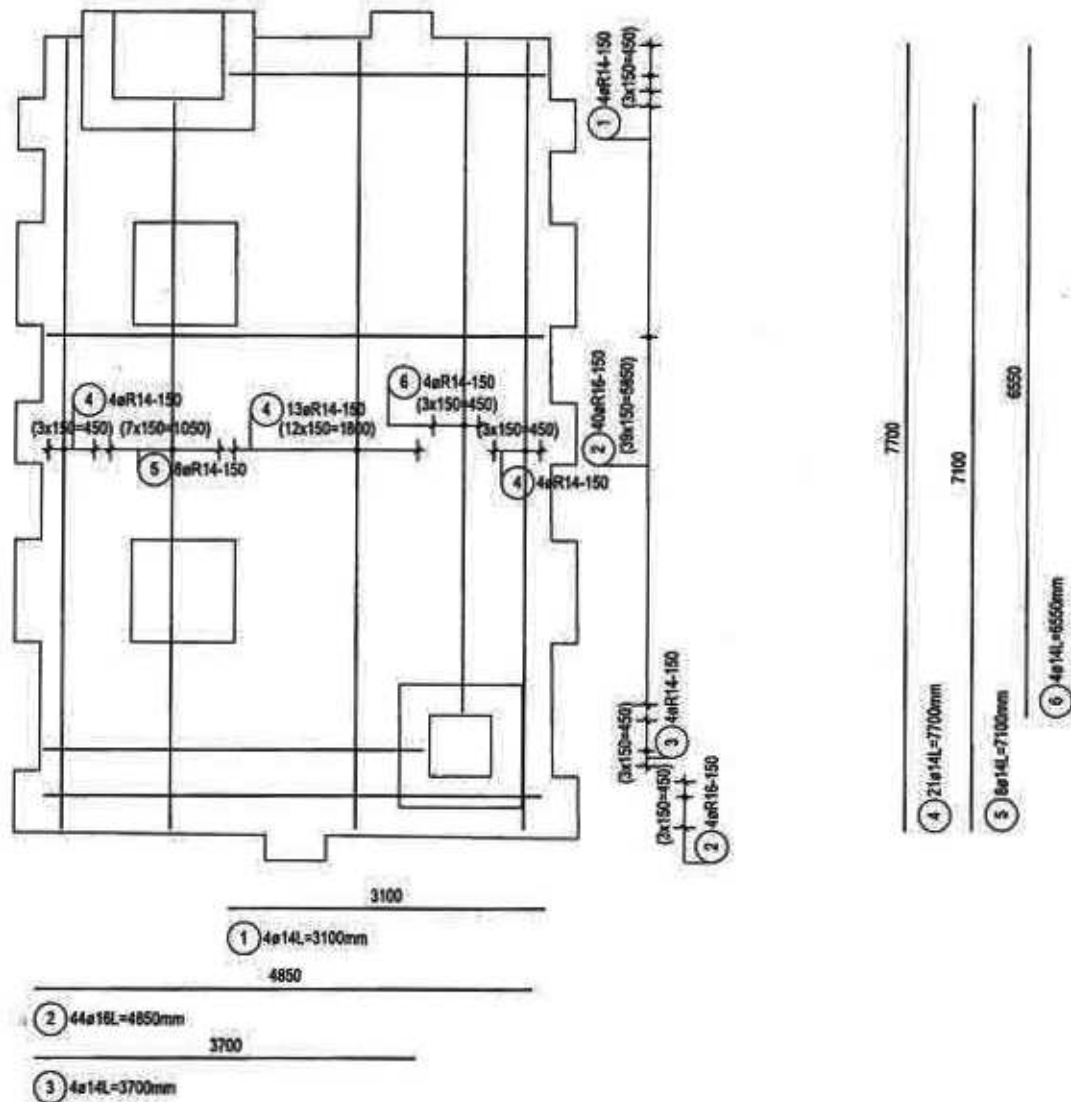 1 4øR14-150
(3x150=450)
2 40øR16-150
(39x150=5850)
4 4øR14-150
(3x150=450)
(7x150=1050)
5 8øR14-150
4 13øR14-150
(12x150=1800)
6 4øR14-150
(3x150=450)
(3x150=450)
4 4øR14-150
3 4øR14-150
(3x150=450)
2 4øR16-150
(3x150=450)
7700
4 21ø14L=7700mm
7100
5 8ø14L=7100mm
6550
6 4ø14L=6550mm
3100
1 4ø14L=3100mm
4850
2 44ø16L=4850mm
3700
3 4ø14L=3700mm